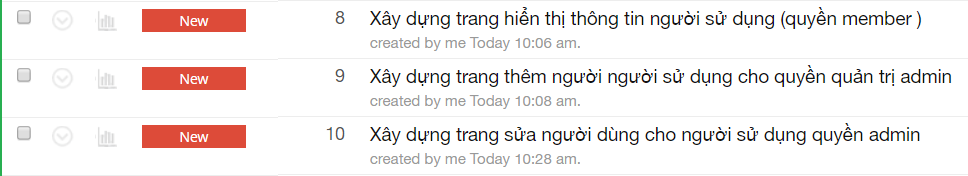 New 8 Xây dựng trang hiển thị thông tin người sử dụng (quyền member )
created by me Today 10:06 am.
New 9 Xây dựng trang thêm người người sử dụng cho quyền quản trị admin
created by me Today 10:08 am.
New 10 Xây dựng trang sửa người dùng cho người sử dụng quyền admin
created by me Today 10:28 am.